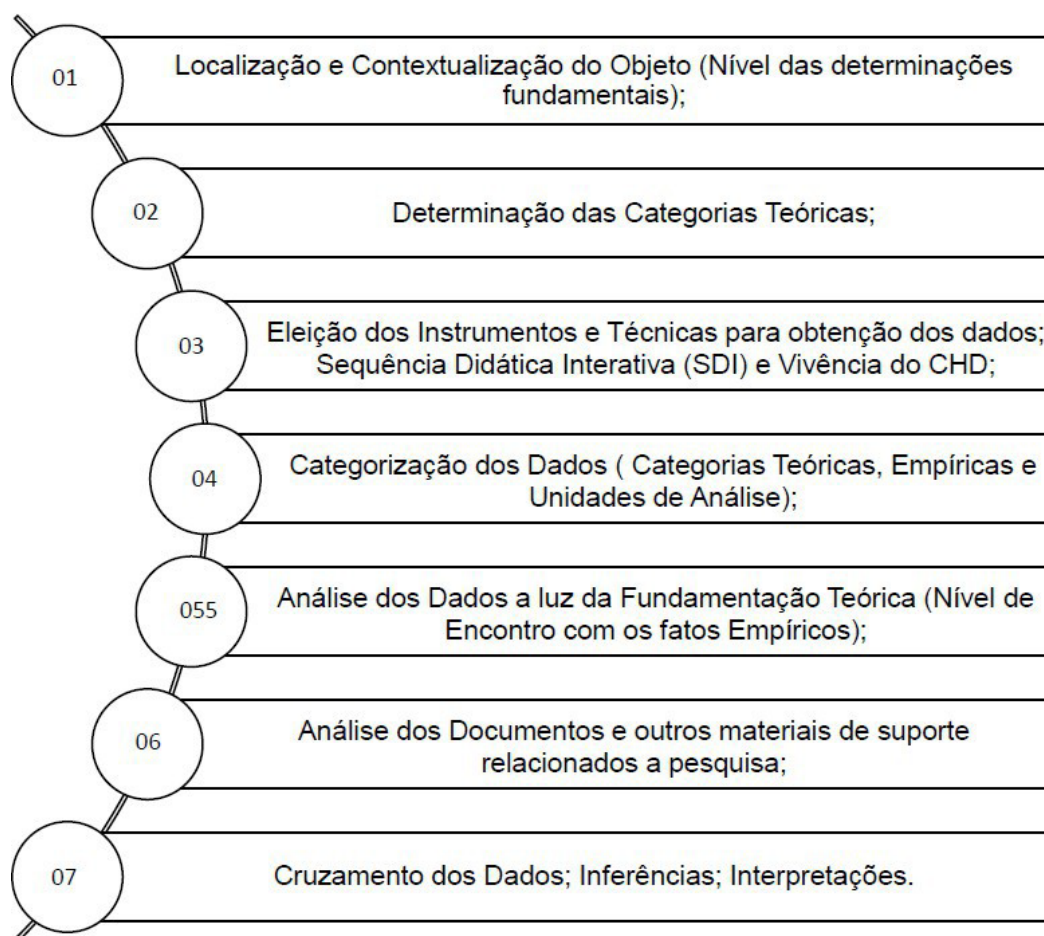 01
Localização e Contextualização do Objeto (Nível das determinações
fundamentais);
02
Determinação das Categorias Teóricas;
03
Eleição dos Instrumentos e Técnicas para obtenção dos dados;
Sequência Didática Interativa (SDI) e Vivência do CHD;
04
Categorização dos Dados ( Categorias Teóricas, Empíricas e
Unidades de Análise);
055
Análise dos Dados a luz da Fundamentação Teórica (Nível de
Encontro com os fatos Empíricos);
06
Análise dos Documentos e outros materiais de suporte
relacionados a pesquisa;
07
Cruzamento dos Dados; Inferências; Interpretações.